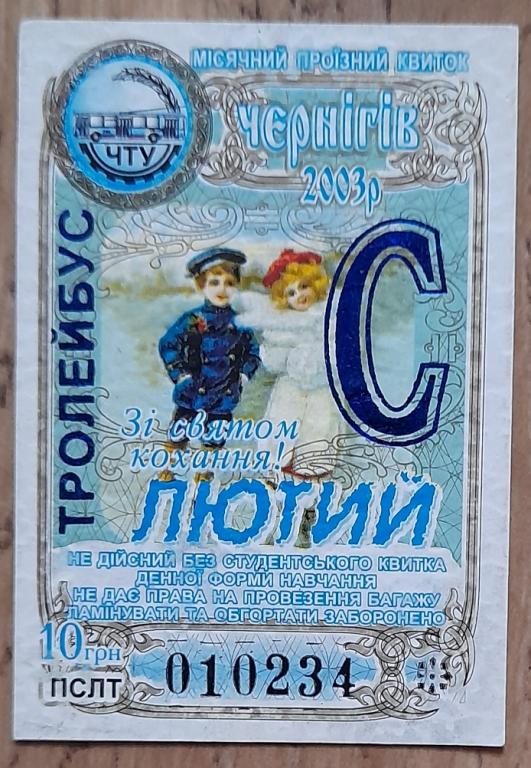 МІСЯЧНИЙ ПРОЇЗНИЙ КВИТОК
ЧТУ
ЧЕРНІГІВ
2003р
ТРОЛЕЙБУС
С
Зі святом
кохання!
ЛЮТИЙ
НЕ ДІЙСНИЙ БЕЗ СТУДЕНТСЬКОГО КВИТКА
ДЕННОЇ ФОРМИ НАВЧАННЯ
НЕ ДАЄ ПРАВА НА ПРОВЕЗЕННЯ БАГАЖУ
ЛАМІНУВАТИ ТА ОБГОРТАТИ ЗАБОРОНЕНО
10грн
ПСЛТ
010234